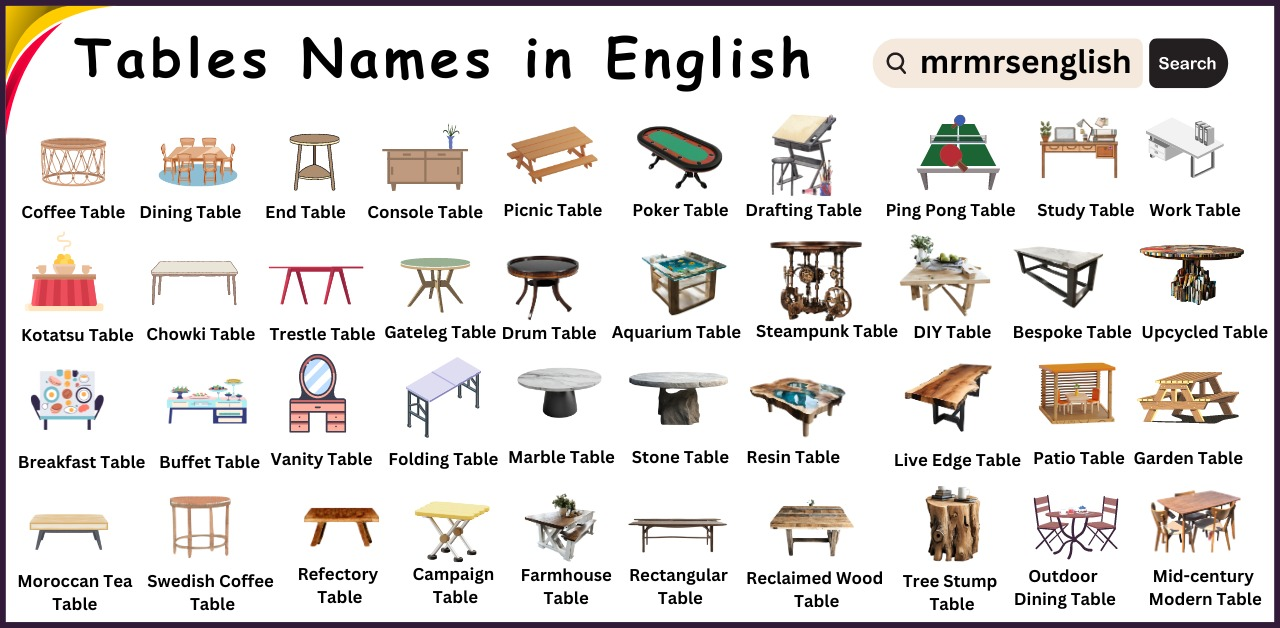 Tables Names in English
mrmrsenglish
Search
Coffee Table
Dining Table
End Table
Console Table
Picnic Table
Poker Table
Drafting Table
Ping Pong Table
Study Table
Work Table
Kotatsu Table
Chowki Table
Trestle Table
Gateleg Table
Drum Table
Aquarium Table
Steampunk Table
DIY Table
Bespoke Table
Upcycled Table
Breakfast Table
Buffet Table
Vanity Table
Folding Table
Marble Table
Stone Table
Resin Table
Live Edge Table
Patio Table
Garden Table
Moroccan Tea
Table
Swedish Coffee
Table
Refectory
Table
Campaign
Table
Farmhouse
Table
Rectangular
Table
Reclaimed Wood
Table
Tree Stump
Table
Outdoor
Dining Table
Mid-century
Modern Table